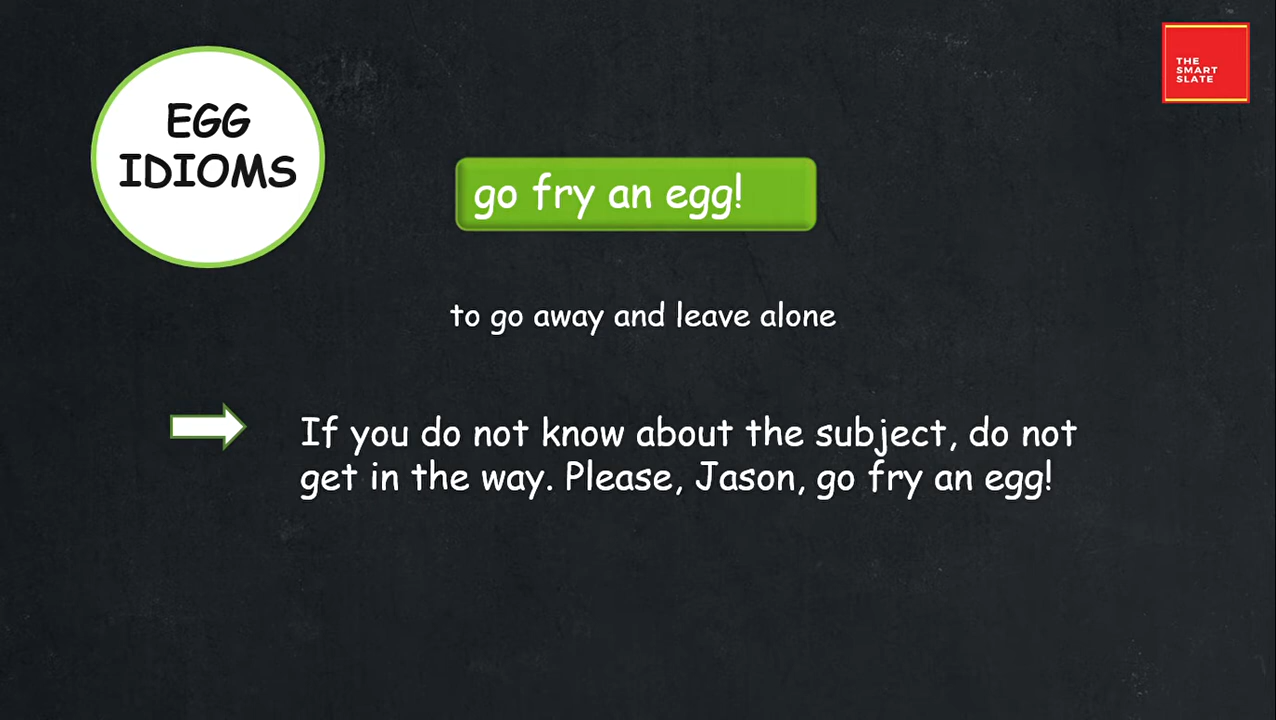 EGG
IDIOMS
THE
SMART
SLATE
go fry an egg!
to go away and leave alone
If you do not know about the subject, do not
get in the way. Please, Jason, go fry an egg!